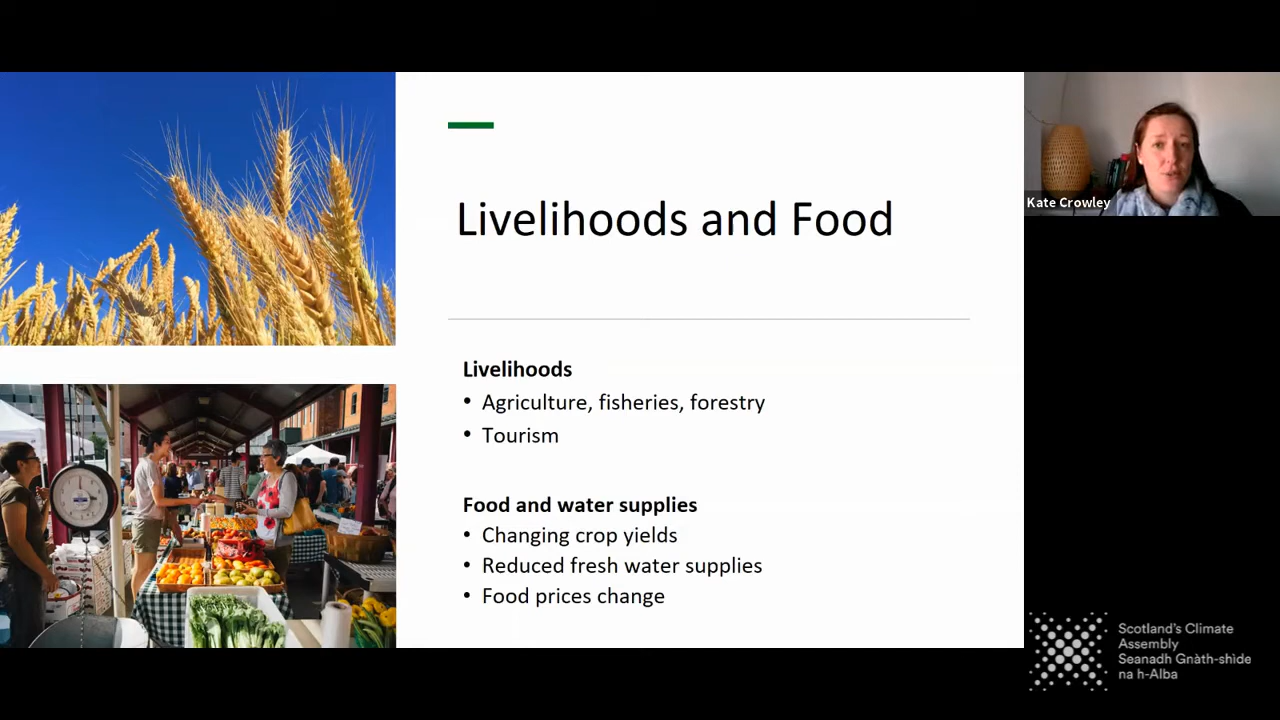 Livelihoods and Food
Livelihoods
• Agriculture, fisheries, forestry
• Tourism
Food and water supplies
• Changing crop yields
• Reduced fresh water supplies
• Food prices change
Kate Crowley
Scotland's Climate
Assembly
Seanadh Gnàth-shìde
na h-Alba